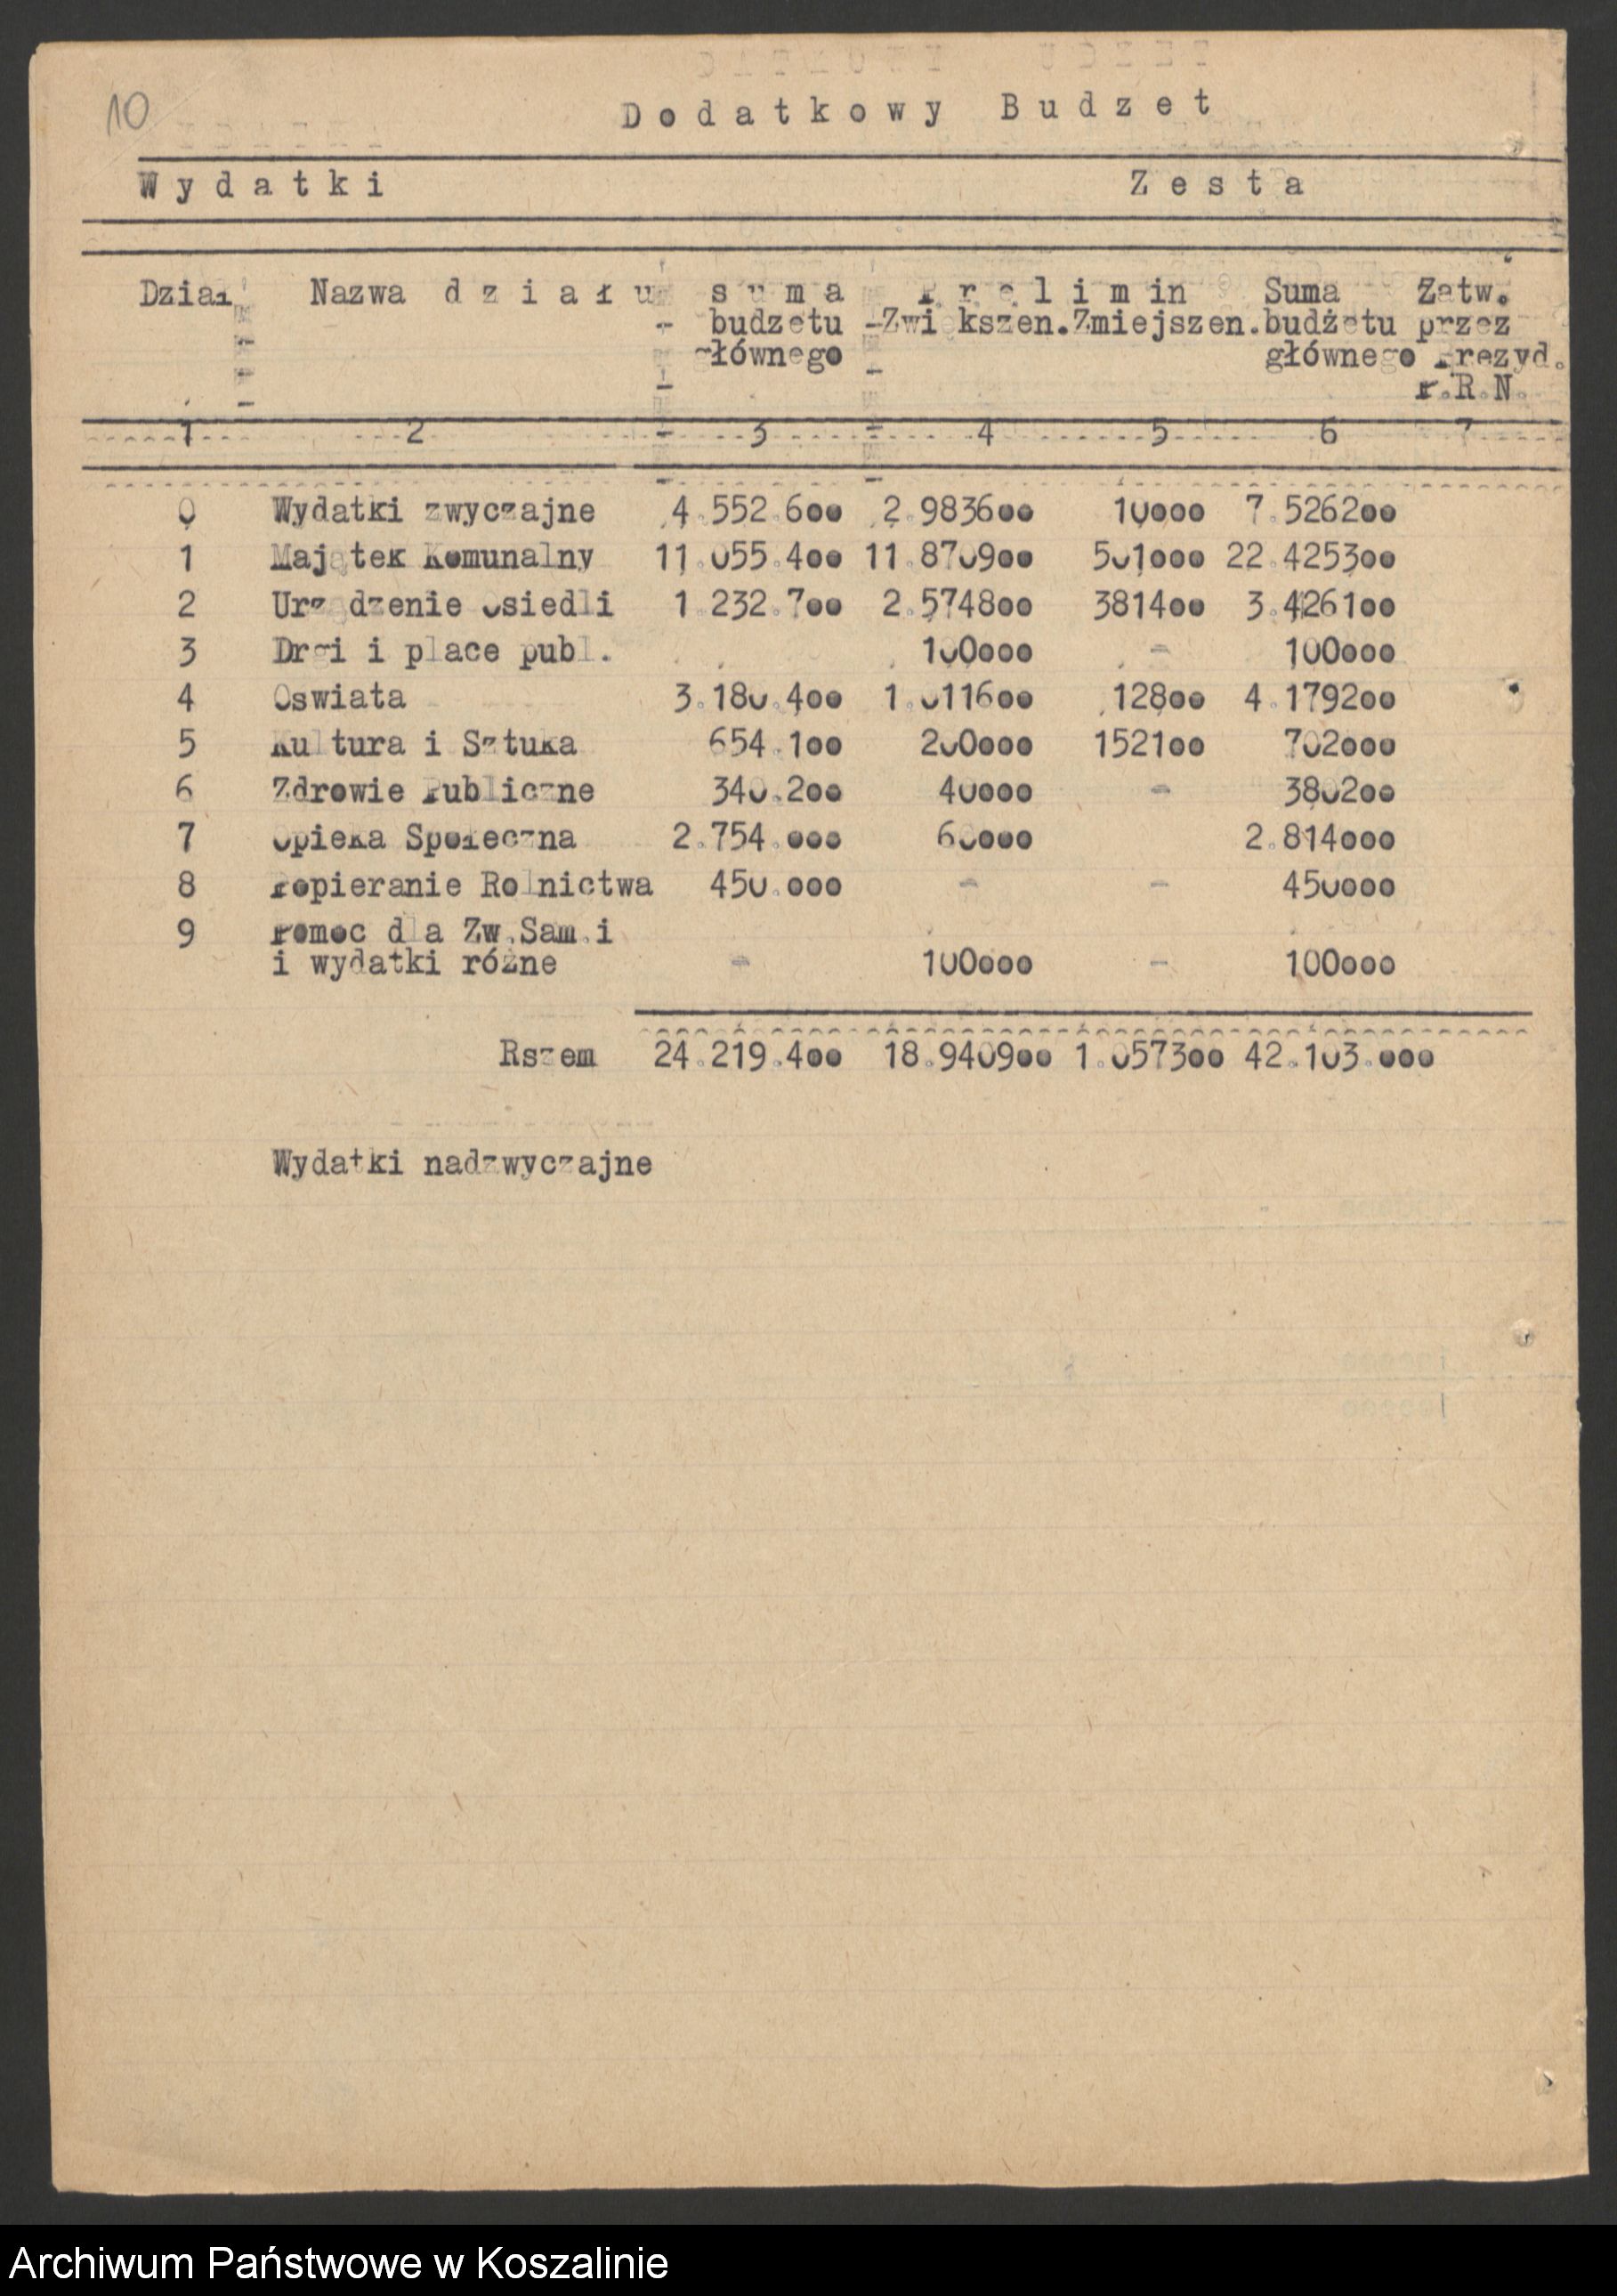 10
Dodatkowy Budzet
Wydatki Zesta
Dział Nazwa działu suma Prelimin Suma Zatw.
budzetu Zwiększen. Zmiejszen. budżetu przez
głównego głównego Prezyd.
P.R.N.
1 2 3 4 5 6 7
0 Wydatki zwyczajne 4.552.600 2.983600 10000 7.526200
1 Majątek Komunalny 11.055.400 11.870900 501000 22.425300
2 Urządzenie Osiedli 1.232.700 2.574800 381400 3.426100
3 Drgi i place publ. 100000 - 100000
4 Oswiata 3.180.400 1.011600 12800 4.179200
5 Kultura i Sztuka 654.100 200000 152100 702000
6 Zdrowie Publiczne 340.200 40000 - 380200
7 Opieka Społeczna 2.754.000 60000 2.814000
8 Popieranie Rolnictwa 450.000 - - 450000
9 Pomoc dla Zw.Sam.i
i wydatki różne - 100000 - 100000
Rszem 24.219.400 18.940900 1.057300 42.103.000
Wydatki nadzwyczajne
Archiwum Państwowe w Koszalinie